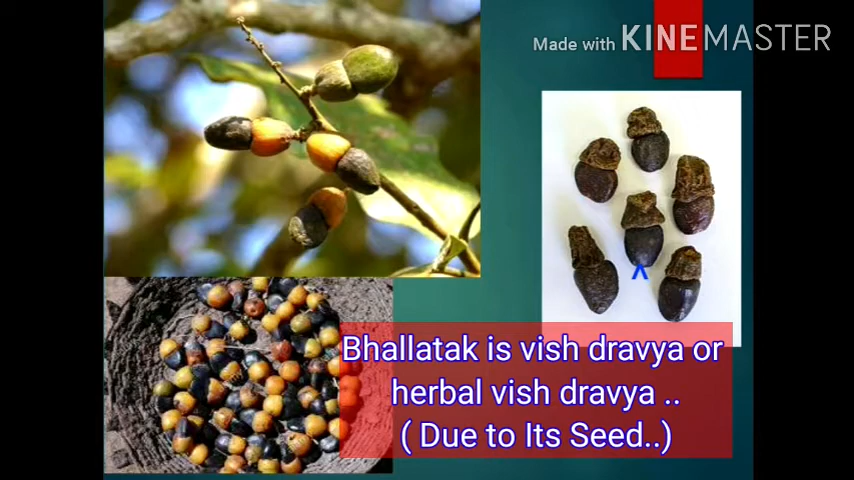 Made with KINEMASTER
Bhallatak is vish dravya or
herbal vish dravya ..
( Due to Its Seed..)